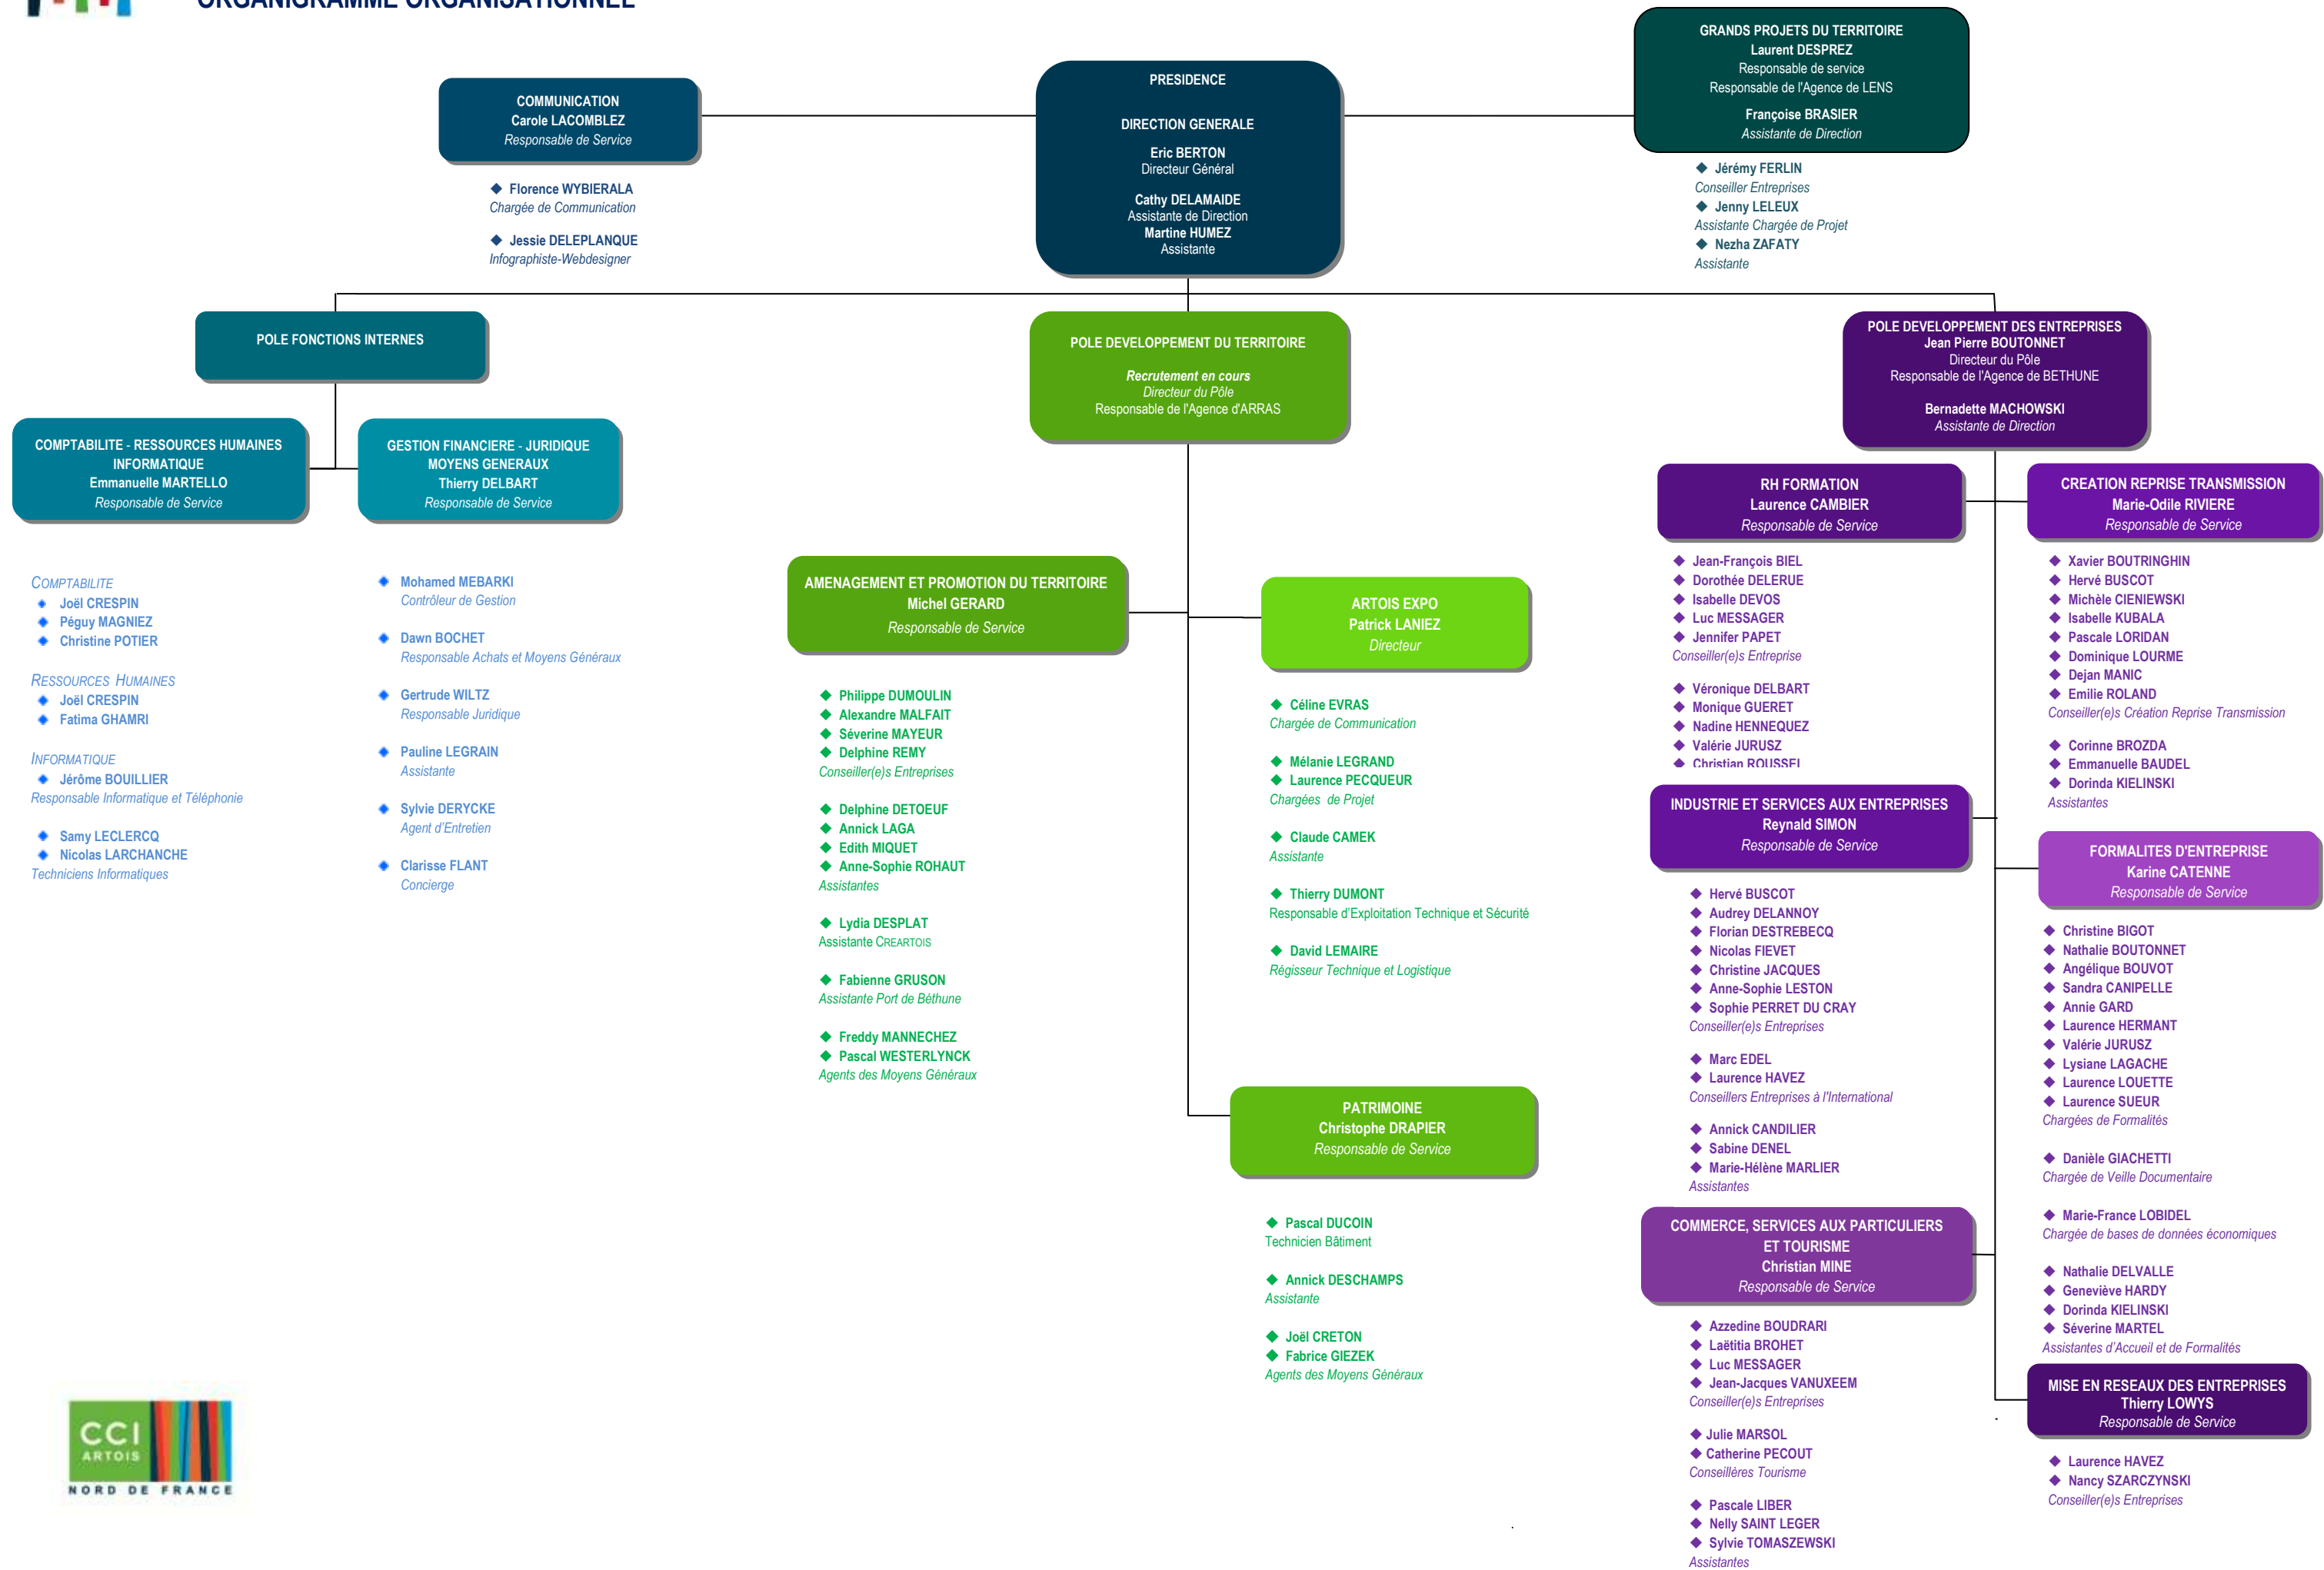 ORGANIGRAMME ORGANISATIONNEL
COMMUNICATION
Carole LACOMBLEZ
Responsable de Service
Florence WYBIERALA
Chargée de Communication
Jessie DELEPLANQUE
Infographiste-Webdesigner
PRESIDENCE
DIRECTION GENERALE
Eric BERTON
Directeur Général
Cathy DELAMAIDE
Assistante de Direction
Martine HUMEZ
Assistante
GRANDS PROJETS DU TERRITOIRE
Laurent DESPREZ
Responsable de service
Responsable de l'Agence de LENS
Françoise BRASIER
Assistante de Direction
Jérémy FERLIN
Conseiller Entreprises
Jenny LELEUX
Assistante Chargée de Projet
Nezha ZAFATY
Assistante
POLE FONCTIONS INTERNES
COMPTABILITE - RESSOURCES HUMAINES
INFORMATIQUE
Emmanuelle MARTELLO
Responsable de Service
COMPTABILITE
Joël CRESPIN
Péguy MAGNIEZ
Christine POTIER
RESSOURCES HUMAINES
Joël CRESPIN
Fatima GHAMRI
INFORMATIQUE
Jérôme BOUILLIER
Responsable Informatique et Téléphonie
Samy LECLERCQ
Nicolas LARCHANCHE
Techniciens Informatiques
GESTION FINANCIERE - JURIDIQUE
MOYENS GENERAUX
Thierry DELBART
Responsable de Service
Mohamed MEBARKI
Contrôleur de Gestion
Dawn BOCHET
Responsable Achats et Moyens Généraux
Gertrude WILTZ
Responsable Juridique
Pauline LEGRAIN
Assistante
Sylvie DERYCKE
Agent d'Entretien
Clarisse FLANT
Concierge
POLE DEVELOPPEMENT DU TERRITOIRE
Recrutement en cours
Directeur du Pôle
Responsable de l'Agence d'ARRAS
AMENAGEMENT ET PROMOTION DU TERRITOIRE
Michel GERARD
Responsable de Service
Philippe DUMOULIN
Alexandre MALFAIT
Séverine MAYEUR
Delphine REMY
Conseiller(e)s Entreprises
Delphine DETOEUF
Annick LAGA
Edith MIQUET
Anne-Sophie ROHAUT
Assistantes
Lydia DESPLAT
Assistante CREARTOIS
Fabienne GRUSON
Assistante Port de Béthune
Freddy MANNECHEZ
Pascal WESTERLYNCK
Agents des Moyens Généraux
ARTOIS EXPO
Patrick LANIEZ
Directeur
Céline EVRAS
Chargée de Communication
Mélanie LEGRAND
Laurence PECQUEUR
Chargées de Projet
Claude CAMEK
Assistante
Thierry DUMONT
Responsable d'Exploitation Technique et Sécurité
David LEMAIRE
Régisseur Technique et Logistique
PATRIMOINE
Christophe DRAPIER
Responsable de Service
Pascal DUCOIN
Technicien Bâtiment
Annick DESCHAMPS
Assistante
Joël CRETON
Fabrice GIEZEK
Agents des Moyens Généraux
POLE DEVELOPPEMENT DES ENTREPRISES
Jean Pierre BOUTONNET
Directeur du Pôle
Responsable de l'Agence de BETHUNE
Bernadette MACHOWSKI
Assistante de Direction
RH FORMATION
Laurence CAMBIER
Responsable de Service
Jean-François BIEL
Dorothée DELERUE
Isabelle DEVOS
Luc MESSAGER
Jennifer PAPET
Conseiller(e)s Entreprise
Véronique DELBART
Monique GUERET
Nadine HENNEQUEZ
Valérie JURUSZ
Christian ROUSSEL
INDUSTRIE ET SERVICES AUX ENTREPRISES
Reynald SIMON
Responsable de Service
Hervé BUSCOT
Audrey DELANNOY
Florian DESTREBECQ
Nicolas FIEVET
Christine JACQUES
Anne-Sophie LESTON
Sophie PERRET DU CRAY
Conseiller(e)s Entreprises
Marc EDEL
Laurence HAVEZ
Conseillers Entreprises à l'International
Annick CANDILIER
Sabine DENEL
Marie-Hélène MARLIER
Assistantes
COMMERCE, SERVICES AUX PARTICULIERS
ET TOURISME
Christian MINE
Responsable de Service
Azzedine BOUDRARI
Laëtitia BROHET
Luc MESSAGER
Jean-Jacques VANUXEEM
Conseiller(e)s Entreprises
Julie MARSOL
Catherine PECOUT
Conseillères Tourisme
Pascale LIBER
Nelly SAINT LEGER
Sylvie TOMASZEWSKI
Assistantes
CREATION REPRISE TRANSMISSION
Marie-Odile RIVIERE
Responsable de Service
Xavier BOUTRINGHIN
Hervé BUSCOT
Michèle CIENIEWSKI
Isabelle KUBALA
Pascale LORIDAN
Dominique LOURME
Dejan MANIC
Emilie ROLAND
Conseiller(e)s Création Reprise Transmission
Corinne BROZDA
Emmanuelle BAUDEL
Dorinda KIELINSKI
Assistantes
FORMALITES D'ENTREPRISE
Karine CATENNE
Responsable de Service
Christine BIGOT
Nathalie BOUTONNET
Angélique BOUVOT
Sandra CANIPELLE
Annie GARD
Laurence HERMANT
Valérie JURUSZ
Lysiane LAGACHE
Laurence LOUETTE
Laurence SUEUR
Chargées de Formalités
Danièle GIACHETTI
Chargée de Veille Documentaire
Marie-France LOBIDEL
Chargée de bases de données économiques
Nathalie DELVALLE
Geneviève HARDY
Dorinda KIELINSKI
Séverine MARTEL
Assistantes d'Accueil et de Formalités
MISE EN RESEAUX DES ENTREPRISES
Thierry LOWYS
Responsable de Service
Laurence HAVEZ
Nancy SZARCZYNSKI
Conseiller(e)s Entreprises
CCI
ARTOIS
NORD DE FRANCE